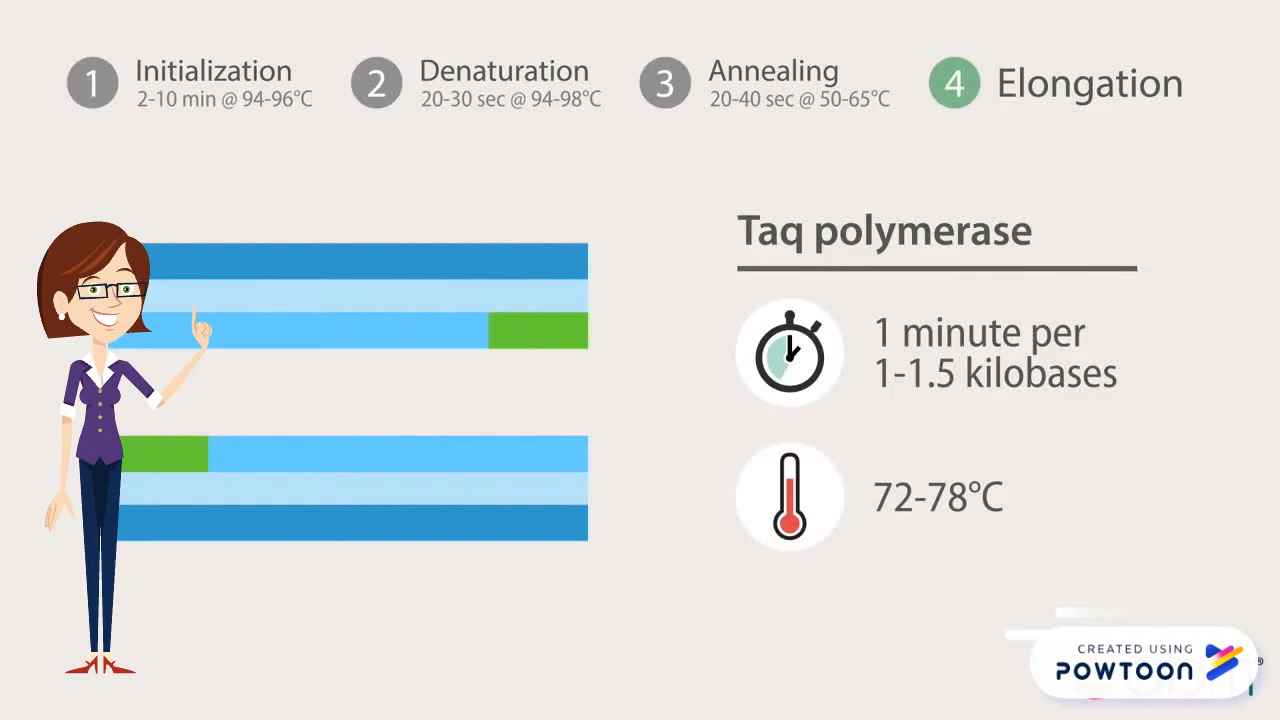 1 Initialization
2-10 min @ 94-96°C
2 Denaturation
20-30 sec @ 94-98°C
3 Annealing
20-40 sec @ 50-65°C
4 Elongation
Taq polymerase
1 minute per
1-1.5 kilobases
72-78°C
CREATED USING
POWTOON